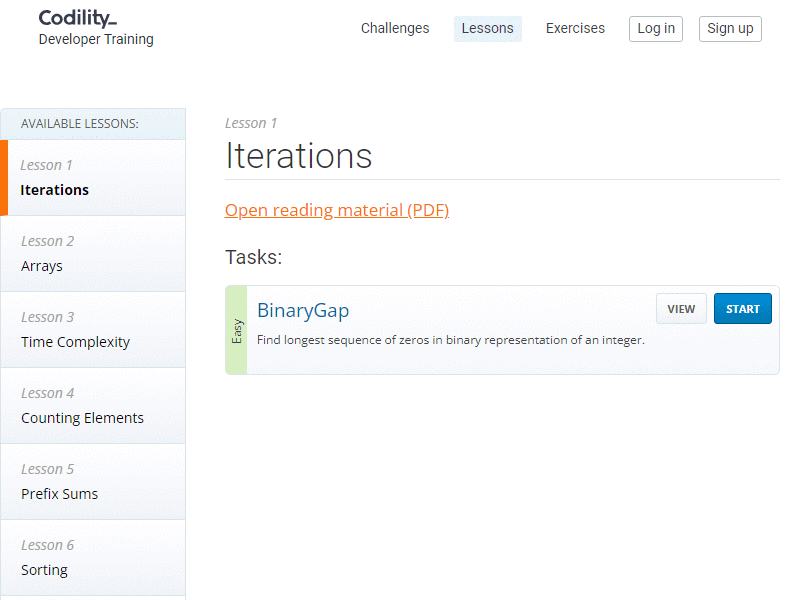 Codility_
Developer Training
Challenges
Lessons
Exercises
Log in
Sign up
AVAILABLE LESSONS:
Lesson 1
Iterations
Lesson 2
Arrays
Lesson 3
Time Complexity
Lesson 4
Counting Elements
Lesson 5
Prefix Sums
Lesson 6
Sorting
Lesson 1
Iterations
Open reading material (PDF)
Tasks:
Easy
BinaryGap
VIEW
START
Find longest sequence of zeros in binary representation of an integer.